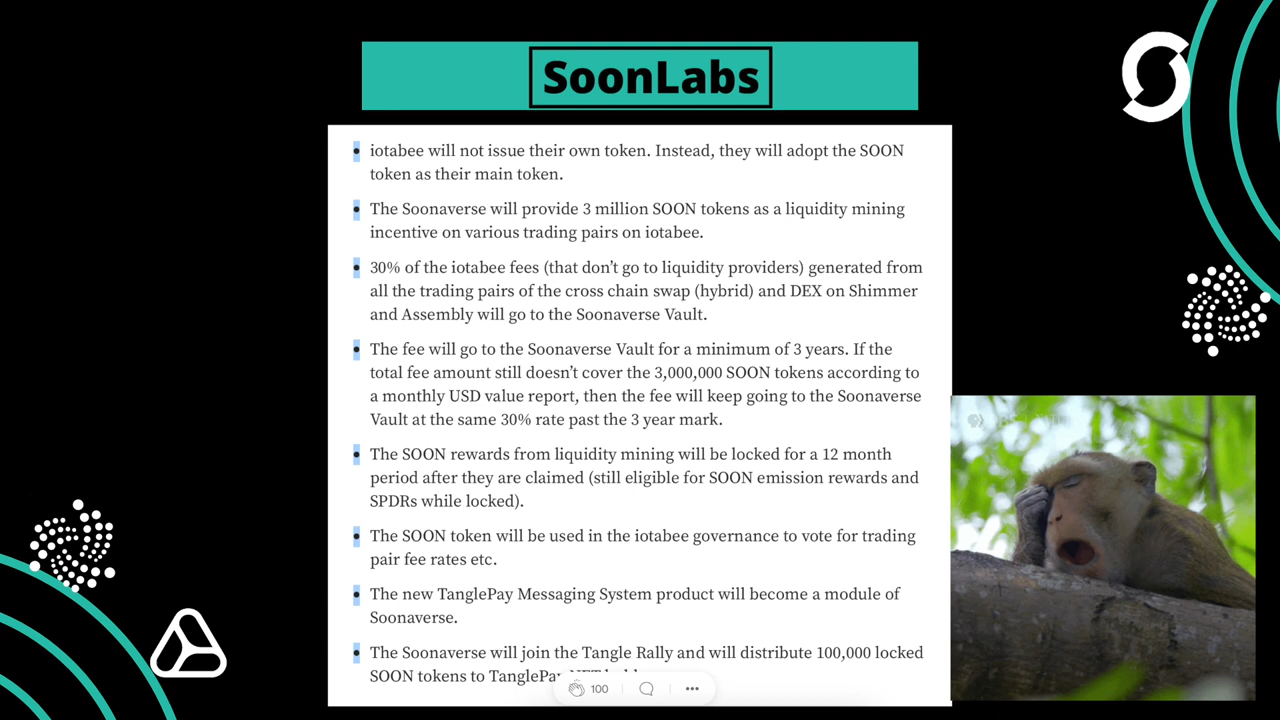 SoonLabs
• iotabee will not issue their own token. Instead, they will adopt the SOON
token as their main token.
• The Soonaverse will provide 3 million SOON tokens as a liquidity mining
incentive on various trading pairs on iotabee.
• 30% of the iotabee fees (that don’t go to liquidity providers) generated from
all the trading pairs of the cross chain swap (hybrid) and DEX on Shimmer
and Assembly will go to the Soonaverse Vault.
• The fee will go to the Soonaverse Vault for a minimum of 3 years. If the
total fee amount still doesn’t cover the 3,000,000 SOON tokens according to
a monthly USD value report, then the fee will keep going to the Soonaverse
Vault at the same 30% rate past the 3 year mark.
• The SOON rewards from liquidity mining will be locked for a 12 month
period after they are claimed (still eligible for SOON emission rewards and
SPDRs while locked).
• The SOON token will be used in the iotabee governance to vote for trading
pair fee rates etc.
• The new TanglePay Messaging System product will become a module of
Soonaverse.
• The Soonaverse will join the Tangle Rally and will distribute 100,000 locked
SOON tokens to TanglePay
100